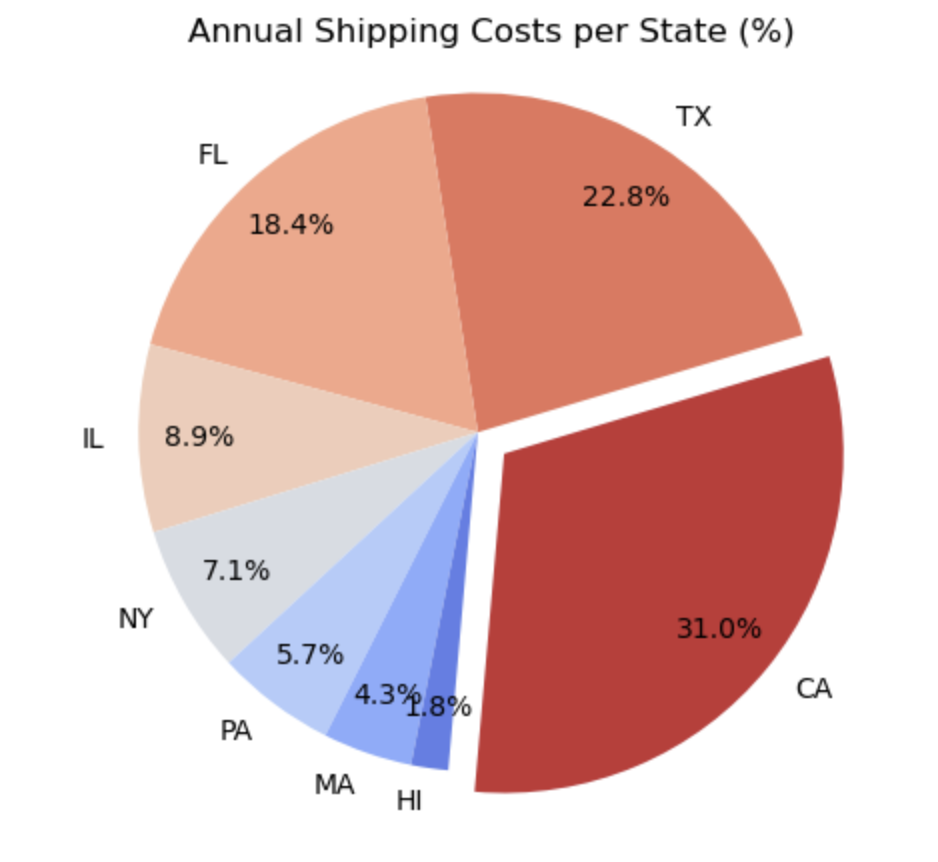 Annual Shipping Costs per State (%)
TX
22.8%
FL
18.4%
IL
8.9%
NY
7.1%
PA
5.7%
MA
4.3%
HI
1.8%
CA
31.0%